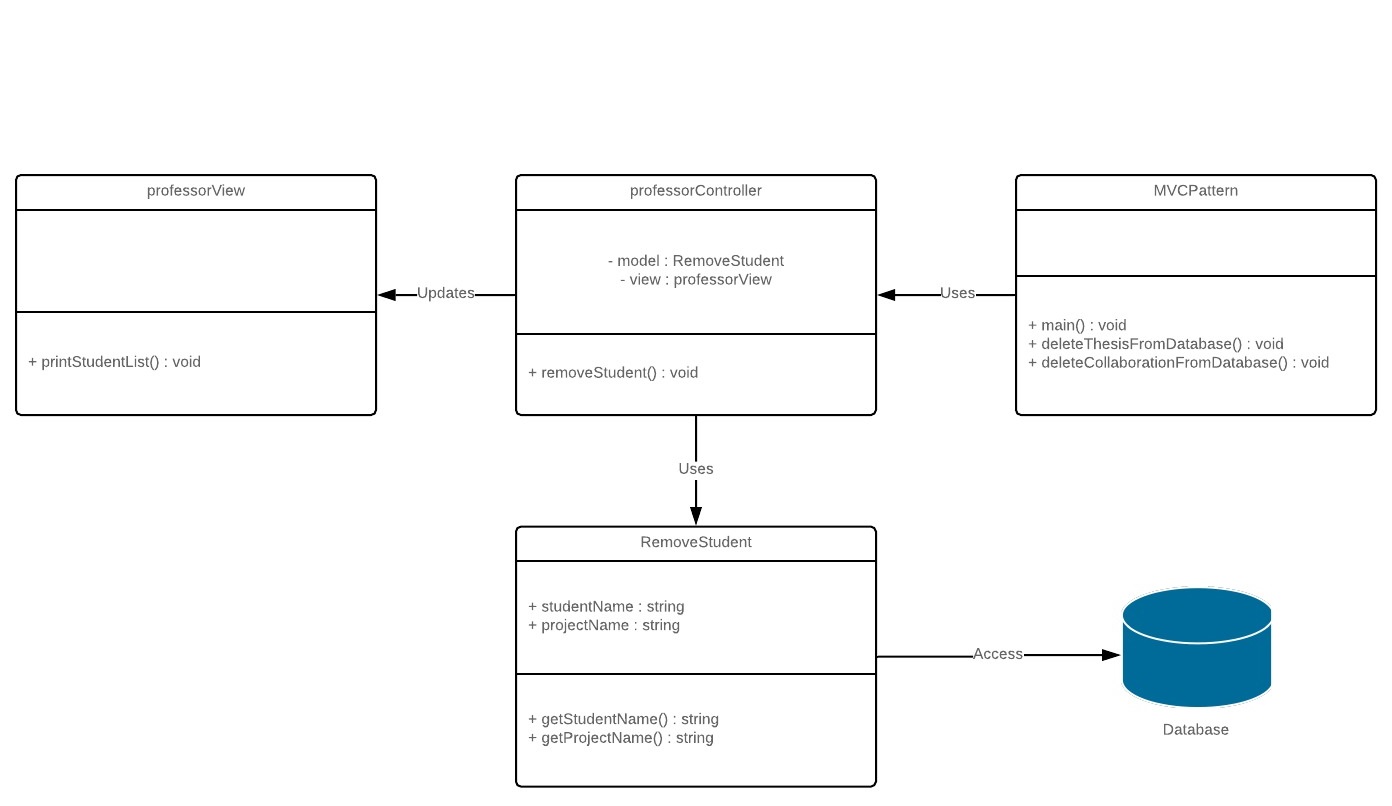 professorView
+ printStudentList() : void
Updates
professorController
- model : RemoveStudent
- view : professorView
+ removeStudent() : void
Uses
MVCPattern
+ main() : void
+ deleteThesisFromDatabase() : void
+ deleteCollaborationFromDatabase() : void
Uses
RemoveStudent
+ studentName : string
+ projectName : string
+ getStudentName() : string
+ getProjectName() : string
Access
Database